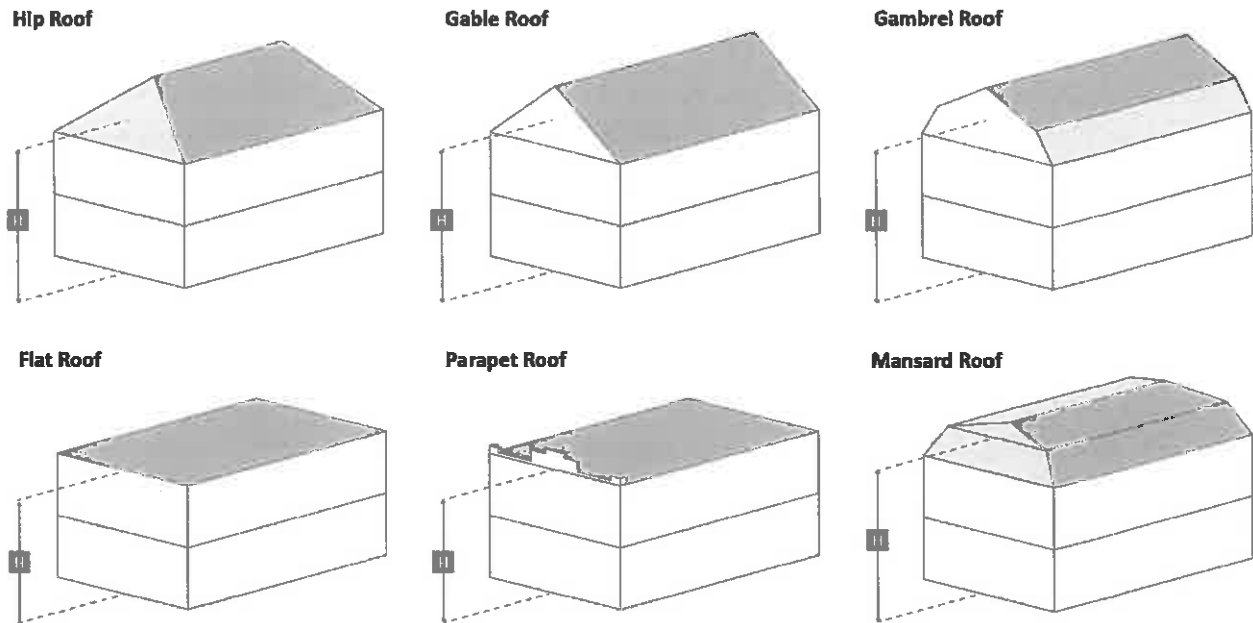 Hip Roof
Gable Roof
Gambrel Roof
H
H
H
Flat Roof
Parapet Roof
Mansard Roof
H
H
H